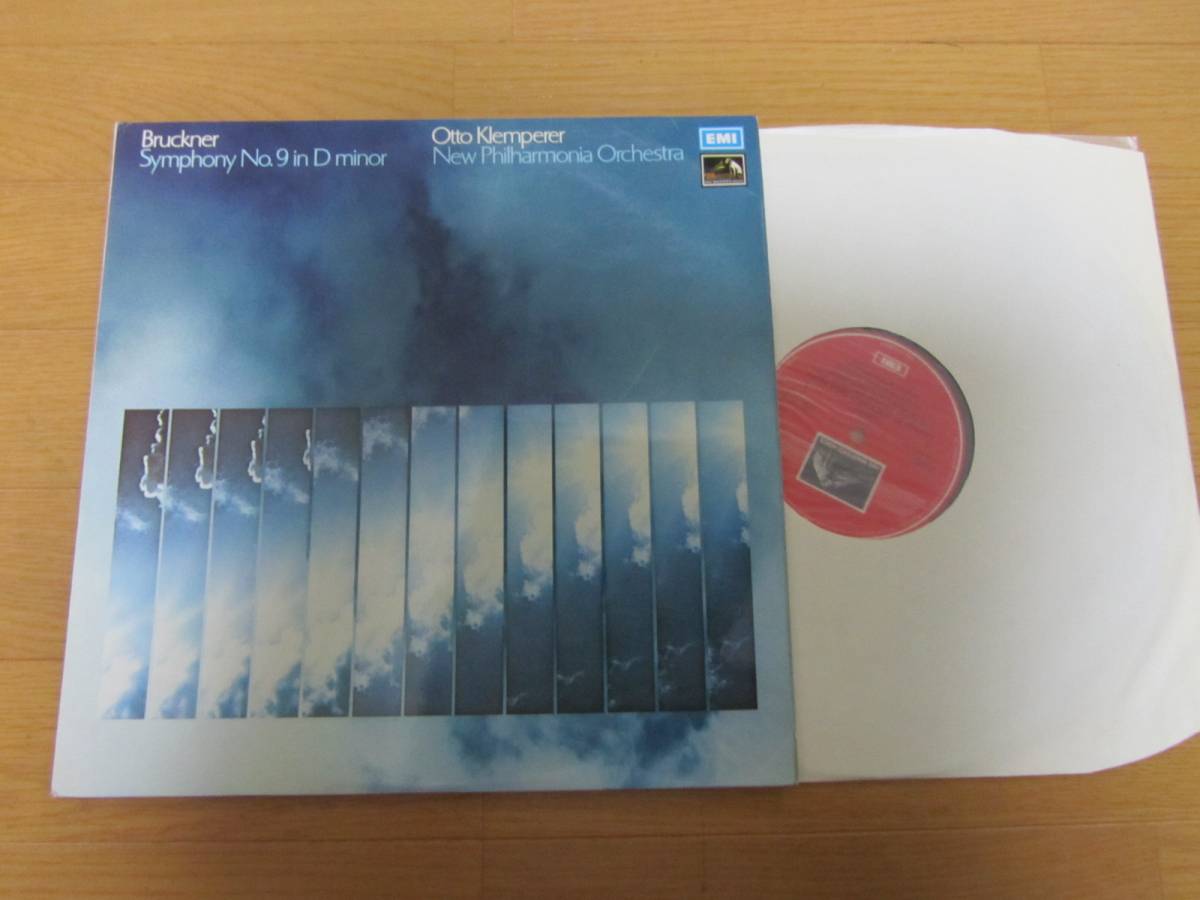 Bruckner
Symphony No. 9 in D minor
Otto Klemperer
New Philharmonia Orchestra
EMI
EMI